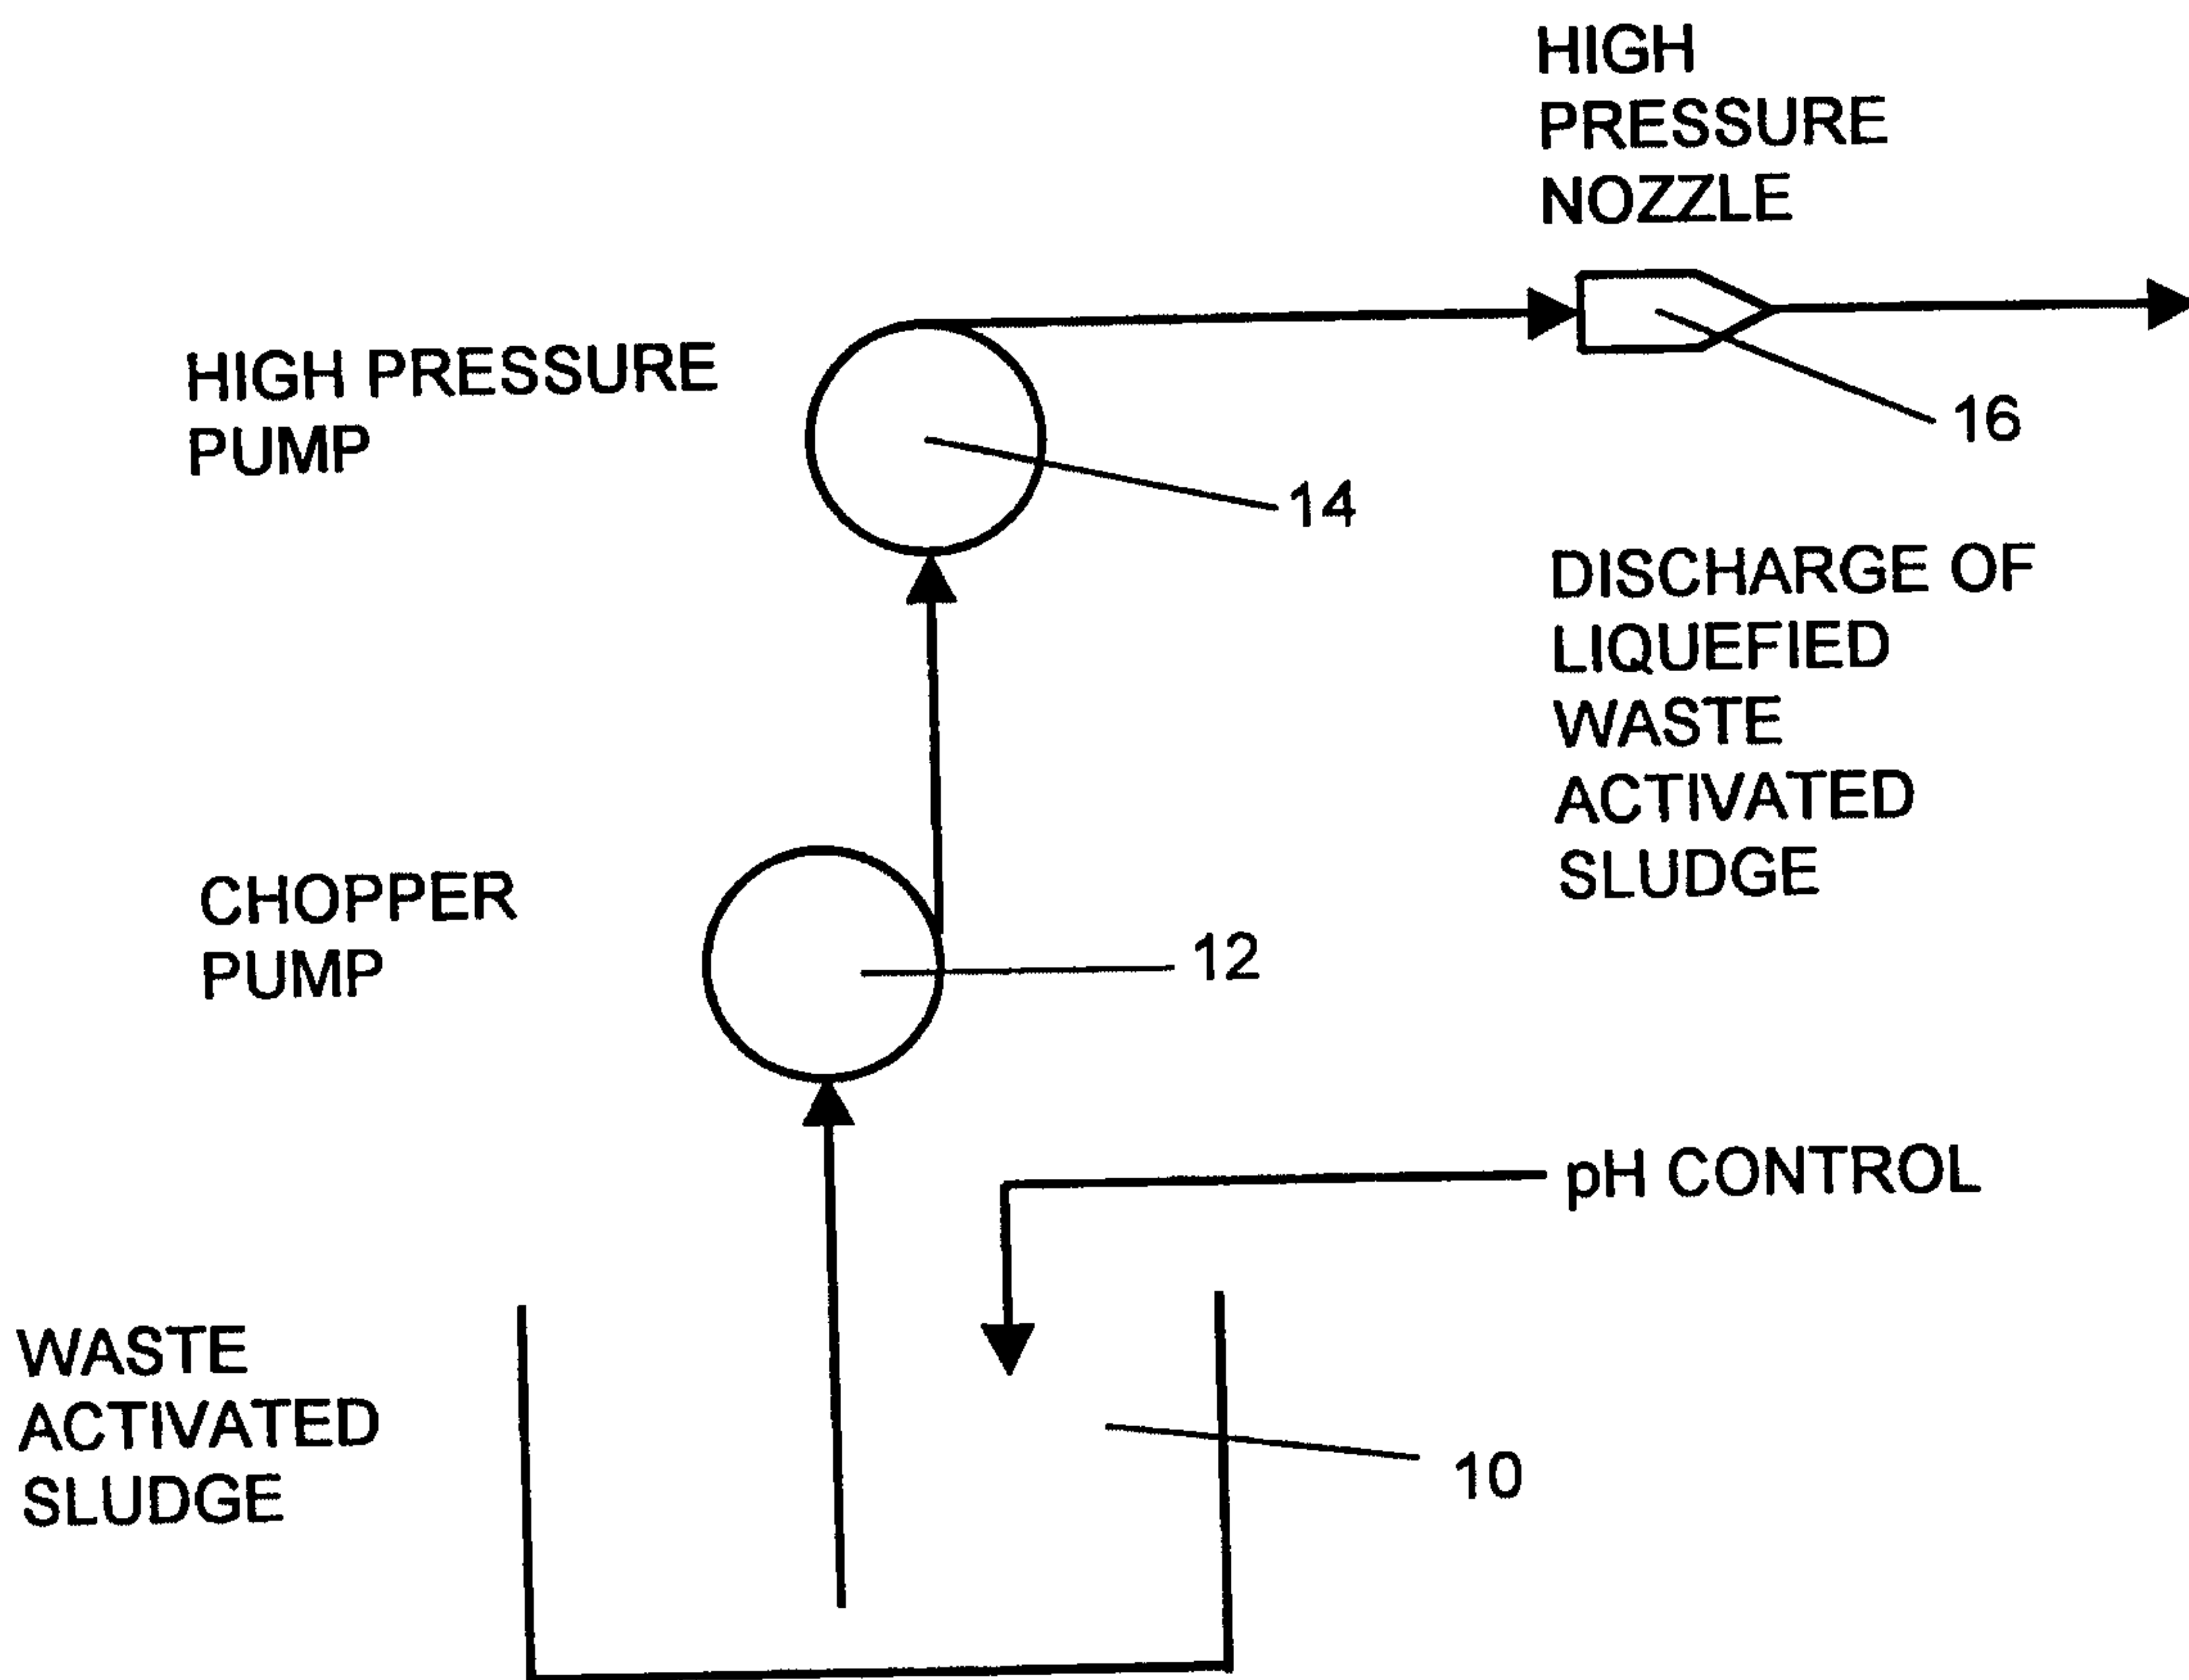 HIGH
PRESSURE
NOZZLE
HIGH PRESSURE
PUMP
16
14
DISCHARGE OF
LIQUEFIED
WASTE
ACTIVATED
SLUDGE
CHOPPER
PUMP
12
pH CONTROL
WASTE
ACTIVATED
SLUDGE
10